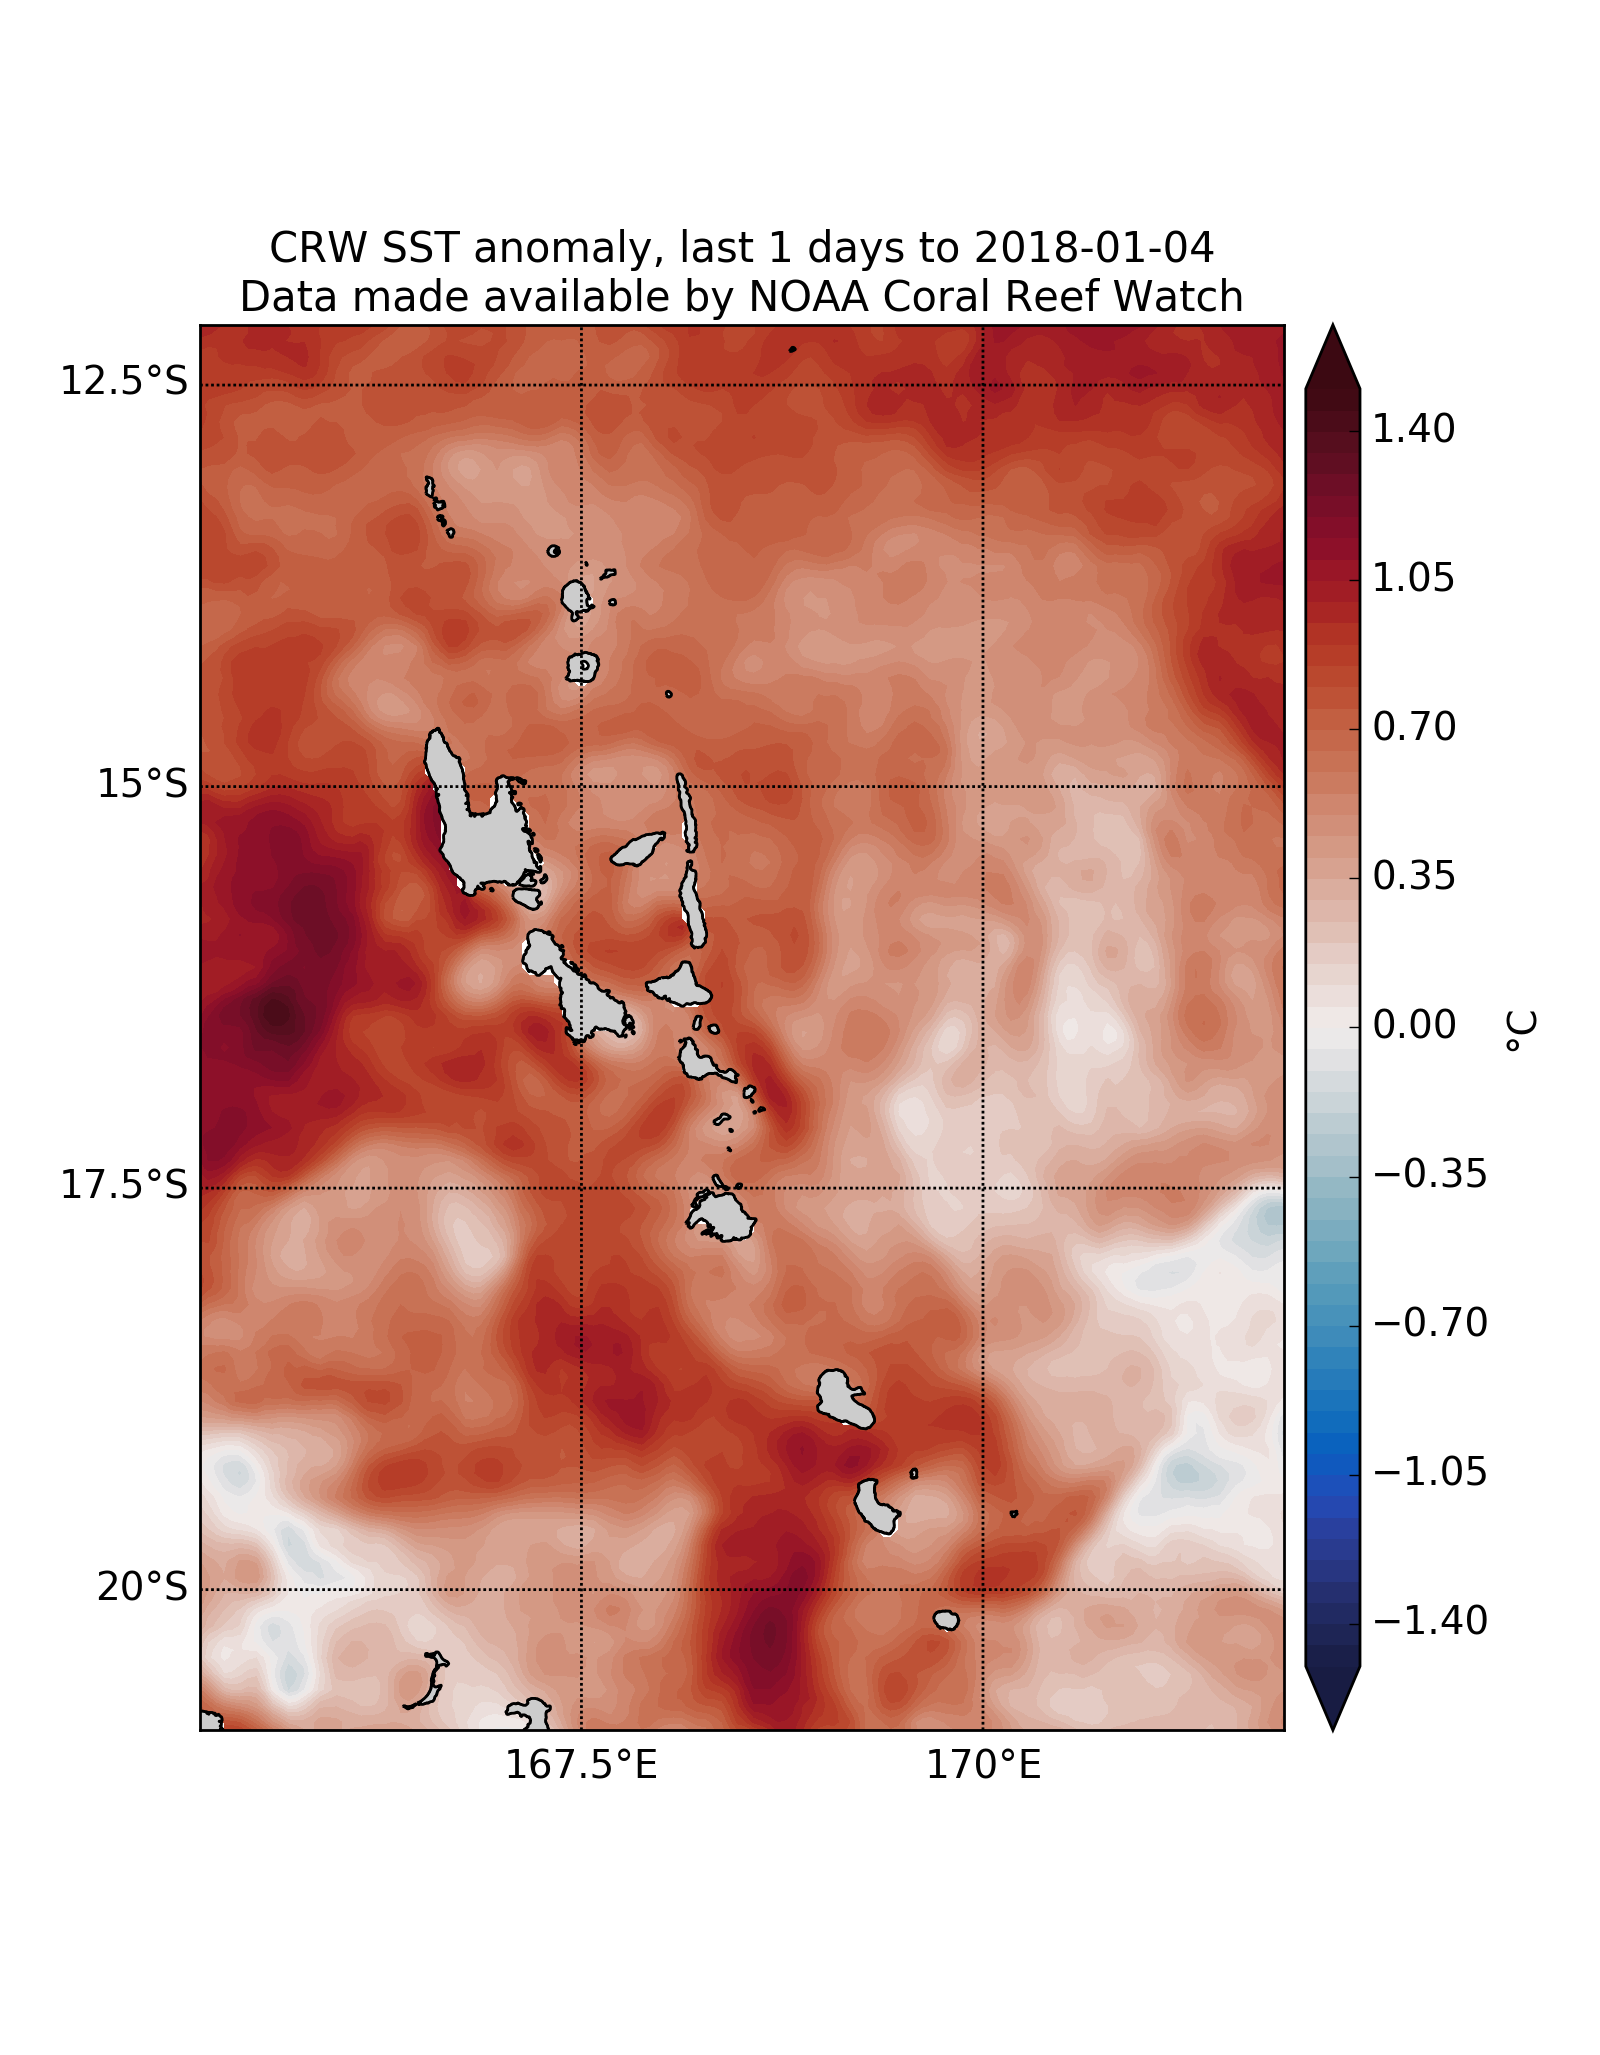 CRW SST anomaly, last 1 days to 2018-01-04
Data made available by NOAA Coral Reef Watch
12.5°S
15°S
17.5°S
20°S
167.5°E
170°E
1.40
1.05
0.70
0.35
0.00
−0.35
−0.70
−1.05
−1.40
°C